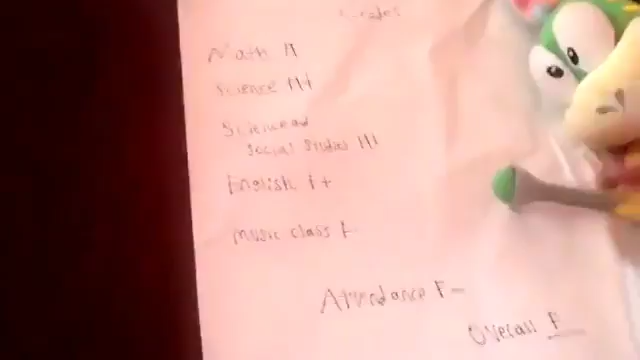 Grades
Math
Science
Science and
Social Studies
English F+
Music class F
Attendance F-
Overall F